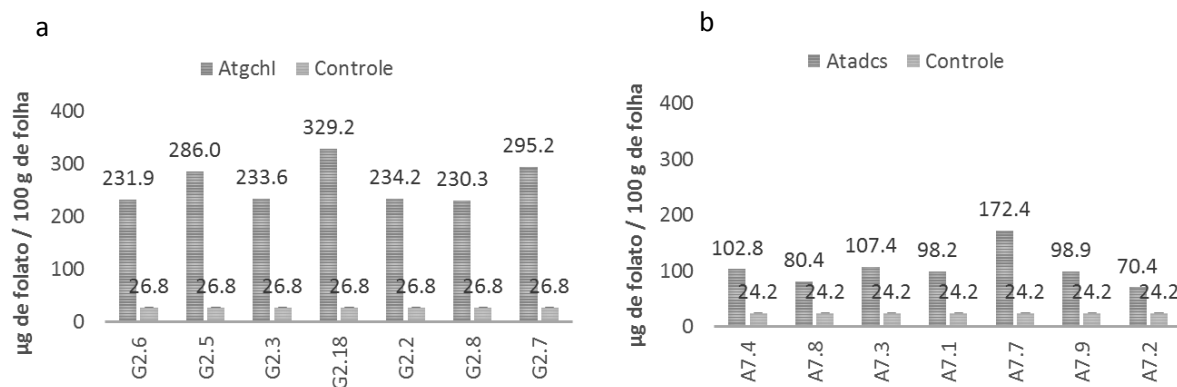 a
AtgchI Controle
µg de folato / 100 g de folha
400
300
200
100
0
231.9 286.0 233.6 329.2 234.2 230.3 295.2
26.8 26.8 26.8 26.8 26.8 26.8 26.8
G2.6 G2.5 G2.3 G2.18 G2.2 G2.8 G2.7
b
Atadcs Controle
µg de folato / 100 g de folha
400
300
200
100
0
102.8 80.4 107.4 98.2 172.4 98.9 70.4
24.2 24.2 24.2 24.2 24.2 24.2 24.2
A7.4 A7.8 A7.3 A7.1 A7.7 A7.9 A7.2